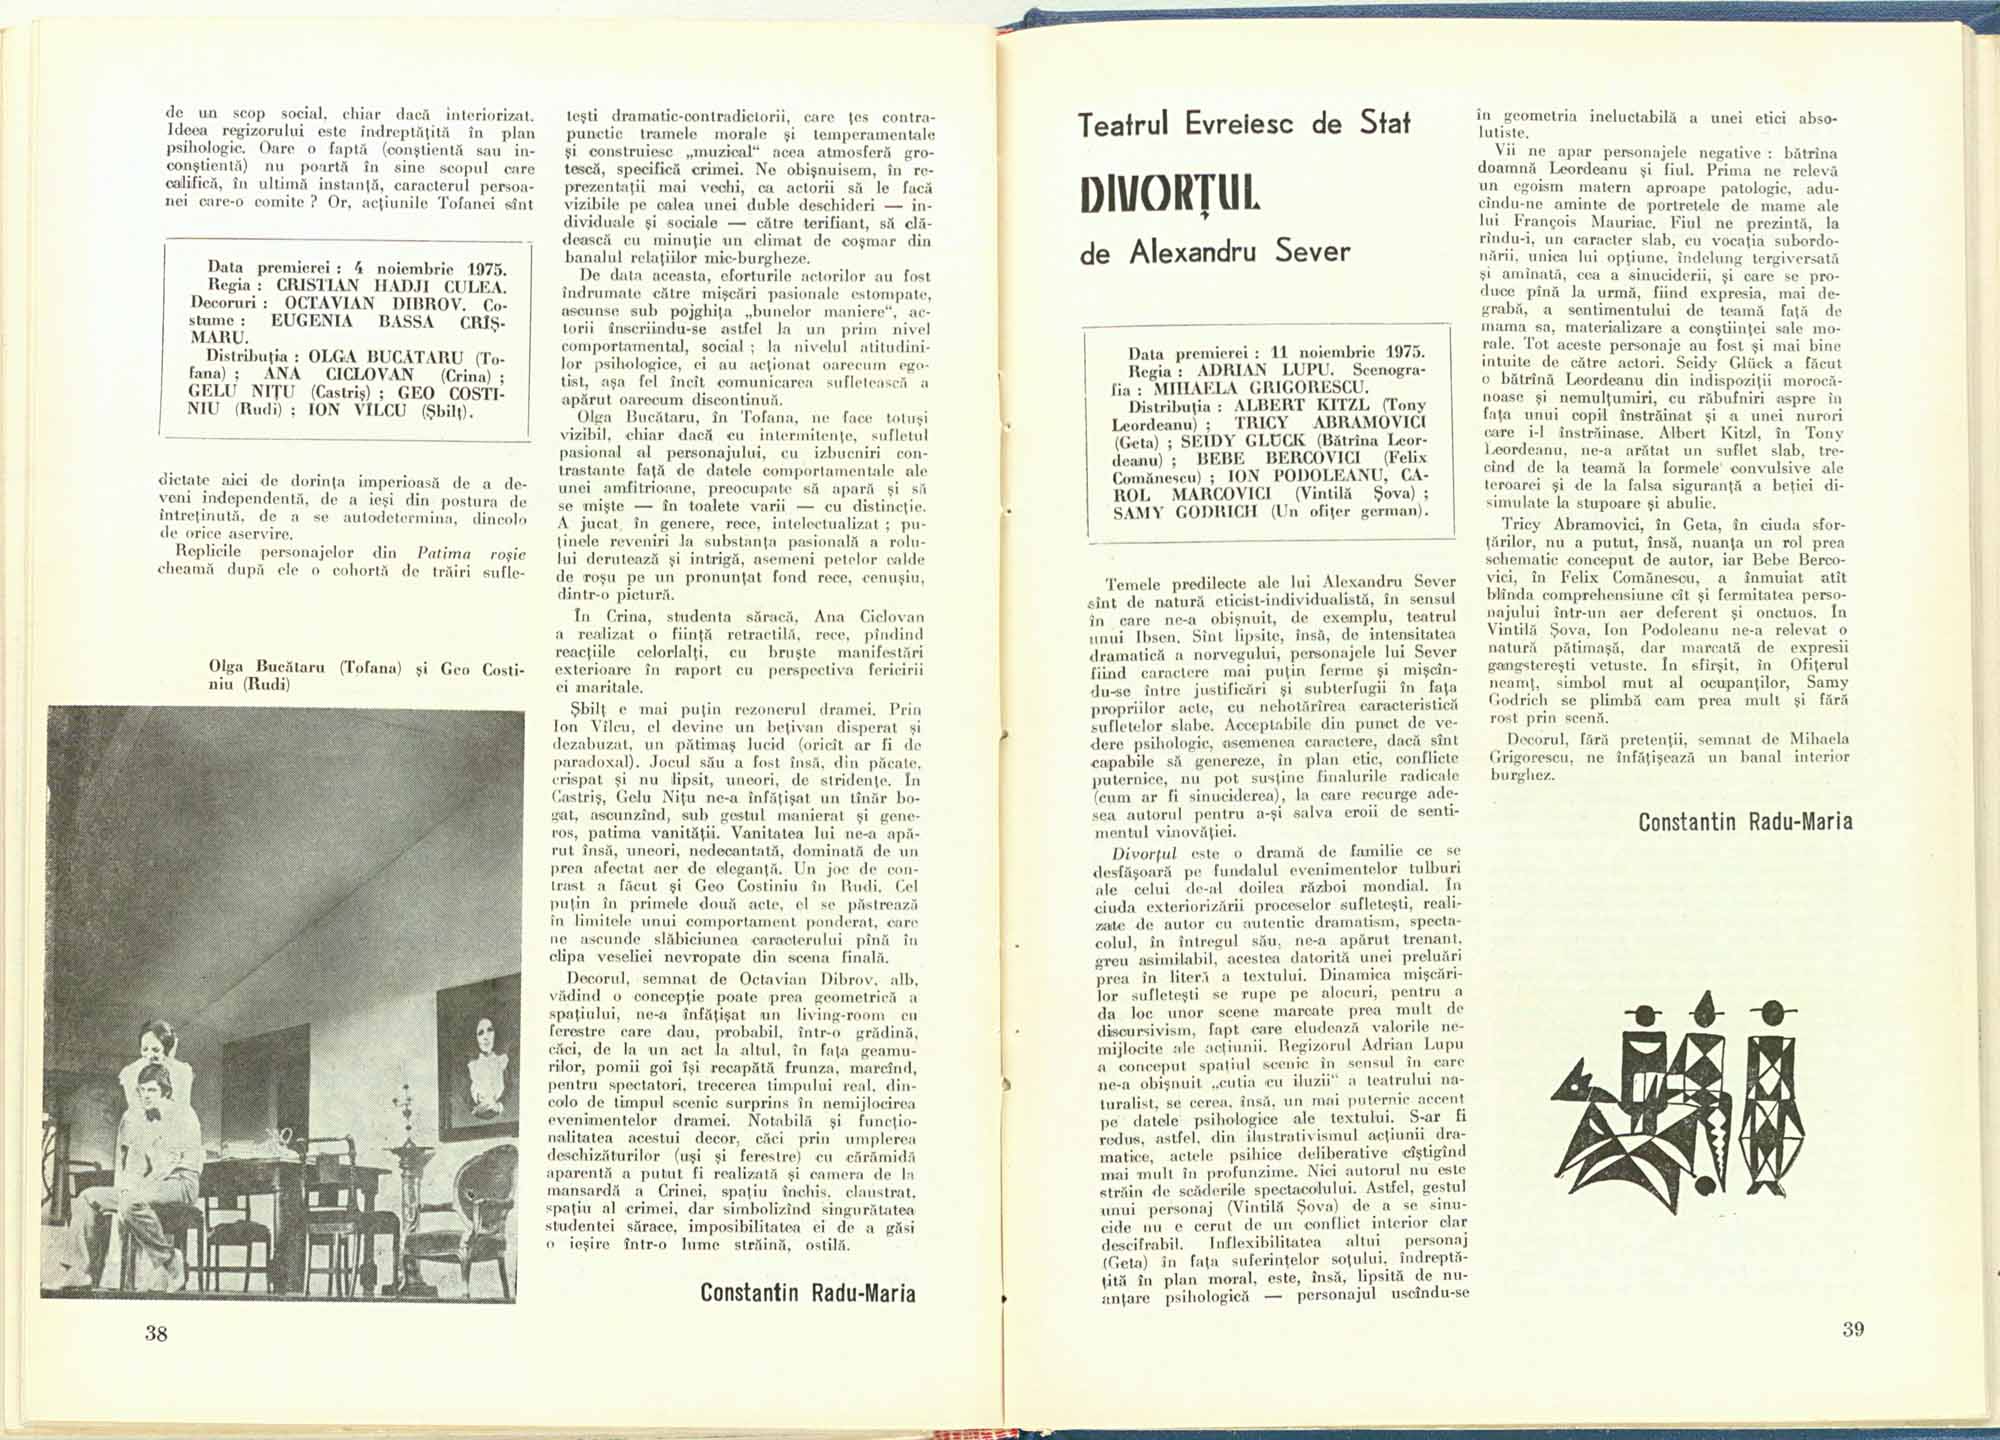 de un scop social, chiar dacă interiorizat.
Ideea regizorului este îndreptățită în plan
psihologic. Oare o faptă (conștientă sau in-
conștientă) nu poartă în sine scopul care
califică, în ultimă instanță, caracterul persoa-
nei care-o comite ? Or, acțiunile Tofanei sînt
Data premierei : 4 noiembrie 1975.
Regia : CRISTIAN HADJI CULEA.
Decoruri : OCTAVIAN DIBROV. Co-
stume : EUGENIA BASSA CRÎȘ-
MARU.
Distribuția : OLGA BUCĂTARU (To-
fana) ; ANA CICLOVAN (Crina) ;
GELU NIȚU (Castriș) ; GEO COSTI-
NIU (Rudi) ; ION VÎLCU (Șbilț).
dictate aici de dorința imperioasă de a de-
veni independentă, de a ieși din postura de
întreținută, de a se autodetermina, dincolo
de orice aservire.
Replicile personajelor din Patima roșie
cheamă după ele o cohortă de trăiri sufle-
Olga Bucătaru (Tofana) și Geo Costi-
niu (Rudi)
38
tești dramatic-contradictorii, care țes contra-
punctic tramele morale și temperamentale
și construiesc „muzical“ acea atmosferă gro-
tescă, specifică crimei. Ne obișnuisem, în re-
prezentații mai vechi, ca actorii să le facă
vizibile pe calea unei duble deschideri — in-
dividuale și sociale — către terifiant, să clă-
dească cu minuție un climat de coșmar din
banalul relațiilor mic-burgheze.
De data aceasta, eforturile actorilor au fost
îndrumate către mișcări pasionale estompate,
ascunse sub pojghița „bunelor maniere“, ac-
torii înscriindu-se astfel la un prim nivel
comportamental, social ; la nivelul atitudini-
lor psihologice, ei au acționat oarecum ego-
tist, așa fel încît comunicarea sufletească a
apărut oarecum discontinuă.
Olga Bucătaru, în Tofana, ne face totuși
vizibil, chiar dacă cu intermitențe, sufletul
pasional al personajului, cu izbucniri con-
trastante față de datele comportamentale ale
unei amfitrioane, preocupate să apară și să
se miște — în toalete varii — cu distincție.
A jucat, în genere, rece, intelectualizat ; pu-
ținele reveniri la substanța pasională a rolu-
lui derutează și intrigă, asemeni petelor calde
de roșu pe un pronunțat fond rece, cenușiu,
dintr-o pictură.
În Crina, studenta săracă, Ana Ciclovan
a realizat o ființă retractilă, rece, pîndind
reacțiile celorlalți, cu bruște manifestări
exterioare în raport cu perspectiva fericirii
ei maritale.
Șbilț e mai puțin rezonerul dramei. Prin
Ion Vîlcu, el devine un bețivan disperat și
dezabuzat, un pătimaș lucid (oricît ar fi de
paradoxal). Jocul său a fost însă, din păcate,
crispat și nu lipsit, uneori, de stridențe. În
Castriș, Gelu Nițu ne-a înfățișat un tînăr bo-
gat, ascunzînd, sub gestul manierat și gene-
ros, patima vanității. Vanitatea lui ne-a apă-
rut însă, uneori, nedecantată, dominată de un
prea afectat aer de eleganță. Un joc de con-
trast a făcut și Geo Costiniu în Rudi. Cel
puțin în primele două acte, el se păstrează
în limitele unui comportament ponderat, care
ne ascunde slăbiciunea caracterului pînă în
clipa veseliei nevropate din scena finală.
Decorul, semnat de Octavian Dibrov, alb,
vădind o concepție poate prea geometrică a
spațiului, ne-a înfățișat un living-room cu
ferestre care dau, probabil, într-o grădină,
căci, de la un act la altul, în fața geamu-
rilor, pomii goi își recapătă frunza, marcînd,
pentru spectatori, trecerea timpului real, din-
colo de timpul scenic surprins în nemijlocirea
evenimentelor dramei. Notabilă și funcțio-
nalitatea acestui decor, căci prin umplerea
deschizăturilor (uși și ferestre) cu cărămidă
aparentă a putut fi realizată și camera de la
mansardă a Crinei, spațiu închis, claustrat,
spațiu al crimei, dar simbolizînd singurătatea
studentei sărace, imposibilitatea ei de a găsi
o ieșire într-o lume străină, ostilă.
Constantin Radu-Maria
Teatrul Evreiesc de Stat
DIVORȚUL
de Alexandru Sever
Data premierei : 11 noiembrie 1975.
Regia : ADRIAN LUPU. Scenogra-
fia : MIHAELA GRIGORESCU.
Distribuția : ALBERT KITZL (Tony
Leordeanu) ; TRICY ABRAMOVICI
(Geta) ; SEIDY GLÜCK (Bătrîna Leor-
deanu) ; BEBE BERCOVICI (Felix
Comănescu) ; ION PODOLEANU, CA-
ROL MARCOVICI (Vintilă Șova) ;
SAMY GODRICH (Un ofițer german).
Temele predilecte ale lui Alexandru Sever
sînt de natură eticist-individualistă, în sensul
în care ne-a obișnuit, de exemplu, teatrul
unui Ibsen. Sînt lipsite, însă, de intensitatea
dramatică a norvegului, personajele lui Sever
fiind caractere mai puțin ferme și mișcîn-
du-se între justificări și subterfugii în fața
propriilor acte, cu nehotărîrea caracteristică
sufletelor slabe. Acceptabile din punct de ve-
dere psihologic, asemenea caractere, dacă sînt
capabile să genereze, în plan etic, conflicte
puternice, nu pot susține finalurile radicale
(cum ar fi sinuciderea), la care recurge ade-
sea autorul pentru a-și salva eroii de senti-
mentul vinovăției.
Divorțul este o dramă de familie ce se
desfășoară pe fundalul evenimentelor tulburi
ale celui de-al doilea război mondial. În
ciuda exteriorizării proceselor sufletești, reali-
zate de autor cu autentic dramatism, specta-
colul, în întregul său, ne-a apărut trenant,
greu asimilabil, acestea datorită unei preluări
prea în literă a textului. Dinamica mișcări-
lor sufletești se rupe pe alocuri, pentru a
da loc unor scene marcate prea mult de
discursivism, fapt care eludează valorile ne-
mijlocite ale acțiunii. Regizorul Adrian Lupu
a conceput spațiul scenic în sensul în care
ne-a obișnuit „cutia cu iluzii“ a teatrului na-
turalist, se cerea, însă, un mai puternic accent
pe datele psihologice ale textului. S-ar fi
redus, astfel, din ilustrativismul acțiunii dra-
matice, actele psihice deliberative cîștigînd
mai mult în profunzime. Nici autorul nu este
străin de scăderile spectacolului. Astfel, gestul
unui personaj (Vintilă Șova) de a se sinu-
cide nu e cerut de un conflict interior clar
descifrabil. Inflexibilitatea altui personaj
(Geta) în fața suferințelor soțului, îndreptă-
țită în plan moral, este, însă, lipsită de nu-
anțare psihologică — personajul uscîndu-se
în geometria ineluctabilă a unei etici abso-
lutiste.
Vii ne apar personajele negative : bătrîna
doamnă Leordeanu și fiul. Prima ne relevă
un egoism matern aproape patologic, adu-
cîndu-ne aminte de portretele de mame ale
lui François Mauriac. Fiul ne prezintă, la
rîndu-i, un caracter slab, cu vocația subordo-
nării, unica lui opțiune, îndelung tergiversată
și amînată, cea a sinuciderii, și care se pro-
duce pînă la urmă, fiind expresia, mai de-
grabă, a sentimentului de teamă față de
mama sa, materializare a conștiinței sale mo-
rale. Tot aceste personaje au fost și mai bine
intuite de către actori. Seidy Glück a făcut
o bătrînă Leordeanu din indispoziții morocă-
noase și nemulțumiri, cu răbufniri aspre în
fața unui copil înstrăinat și a unei nurori
care i-l înstrăinase. Albert Kitzl, în Tony
Leordeanu, ne-a arătat un suflet slab, tre-
cînd de la teamă la formele convulsive ale
teroarei și de la falsa siguranță a beției di-
simulate la stupoare și abulie.
Tricy Abramovici, în Geta, în ciuda sfor-
țărilor, nu a putut, însă, nuanța un rol prea
schematic conceput de autor, iar Bebe Berco-
vici, în Felix Comănescu, a înmuiat atît
blînda comprehensiune cît și fermitatea perso-
najului într-un aer deferent și onctuos. În
Vintilă Șova, Ion Podoleanu ne-a relevat o
natură pătimașă, dar marcată de expresii
gangsterești vetuste. În sfîrșit, în Ofițerul
neamț, simbol mut al ocupanților, Samy
Godrich se plimbă cam prea mult și fără
rost prin scenă.
Decorul, fără pretenții, semnat de Mihaela
Grigorescu, ne înfățișează un banal interior
burghez.
Constantin Radu-Maria
39